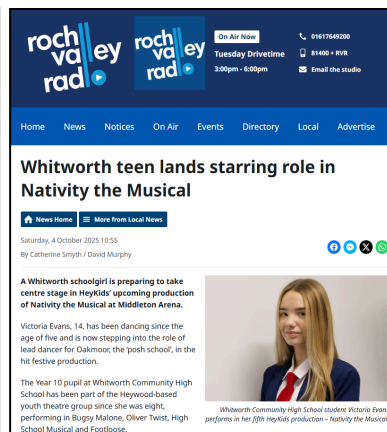 roch valley radio
roch valley radio
On Air Now
Tuesday Drivetime
3:00pm - 6:00pm
01617649200
81400 + RVR
Email the studio
Home News Notices On Air Events Directory Local Advertise
Whitworth teen lands starring role in
Nativity the Musical
News Home
More from Local News
Saturday, 4 October 2025 10:55
By Catherine Smyth / David Murphy
A Whitworth schoolgirl is preparing to take
centre stage in HeyKids' upcoming production
of Nativity the Musical at Middleton Arena.
Victoria Evans, 14, has been dancing since the
age of five and is now stepping into the role of
lead dancer for Oakmoor, the 'posh school', in the
hit festive production.
The Year 10 pupil at Whitworth Community High
School has been part of the Heywood-based
youth theatre group since she was eight,
performing in Bugsy Malone, Oliver Twist, High
School Musical and Footloose.
Whitworth Community High School student Victoria Evan
performs in her fifth HeyKids production – Nativity the Musical